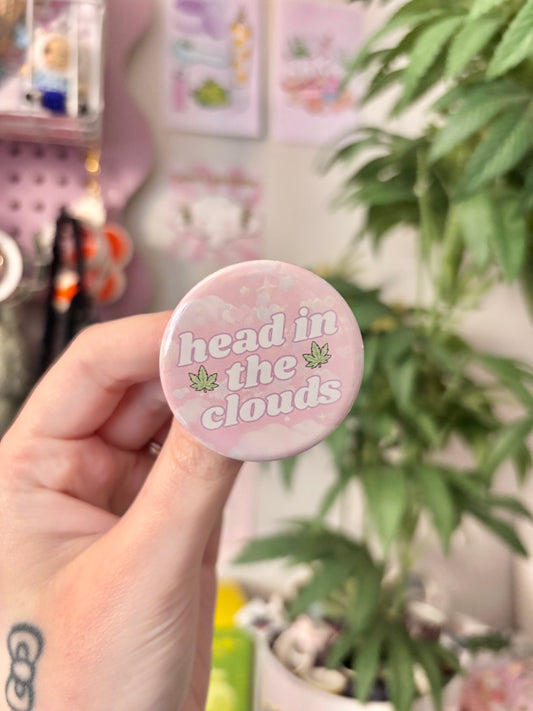 head in
the
clouds